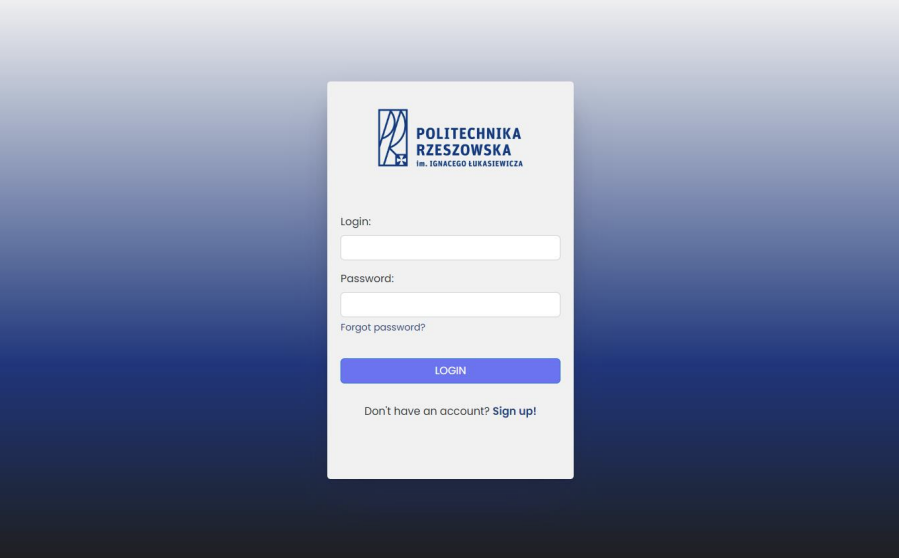 POLITECHNIKA
RZESZOWSKA
im. IGNACEGO ŁUKASIEWICZA
Login:
Password:
Forgot password?
LOGIN
Don't have an account? Sign up!